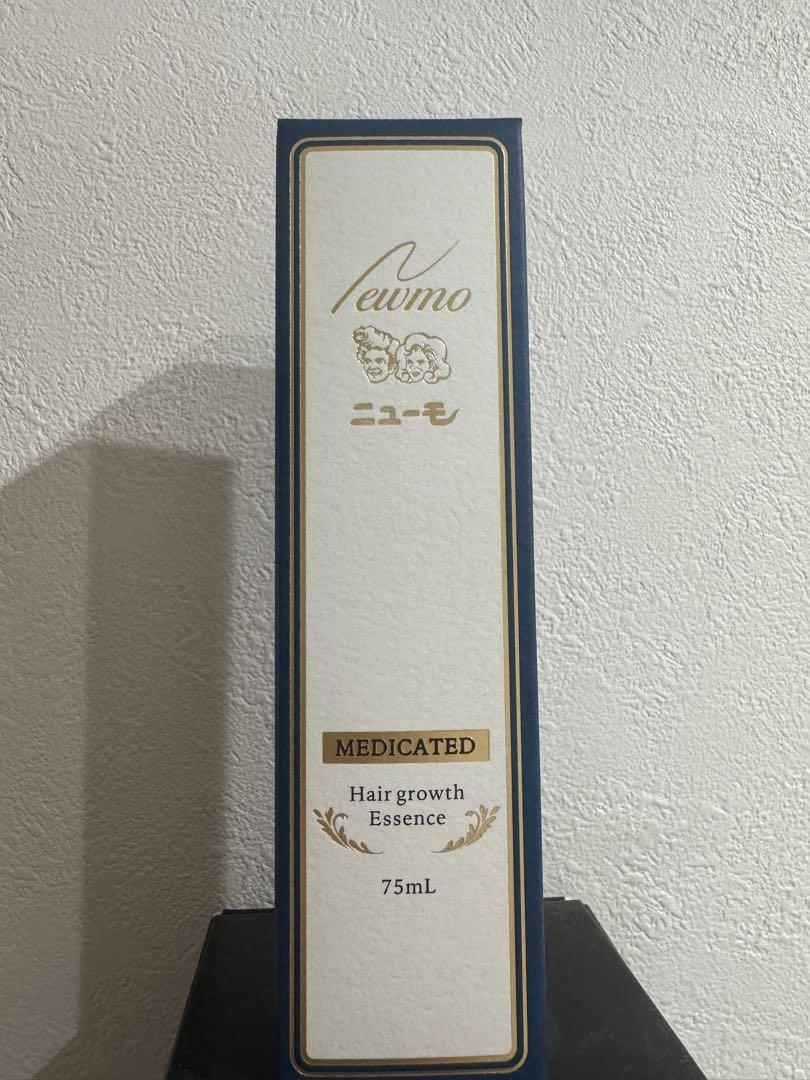 Newmo
ニューモ
MEDICATED
Hair growth
Essence
75mL